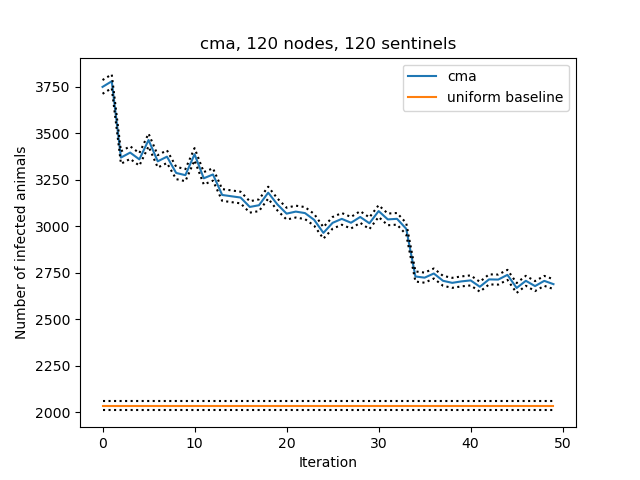 cma, 120 nodes, 120 sentinels
cma
uniform baseline
Number of infected animals
3750
3500
3250
3000
2750
2500
2250
2000
0 10 20 30 40 50
Iteration